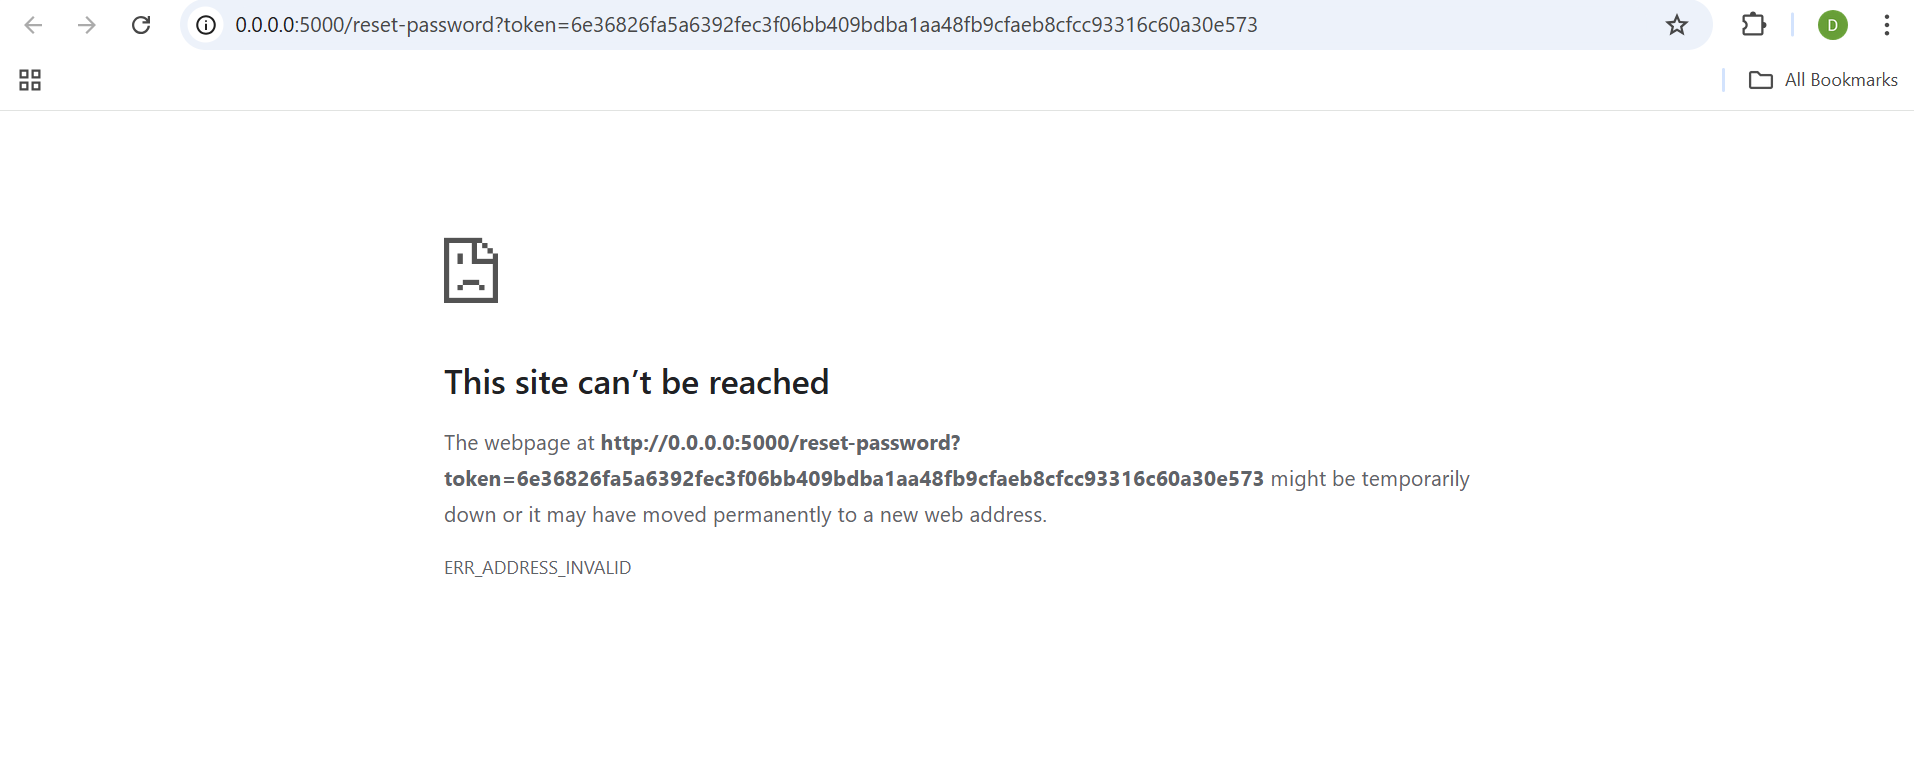 0.0.0.0:5000/reset-password?token=6e36826fa5a6392fec3f06bb409bdba1aa48fb9cfaeb8cfcc93316c60a30e573
D
All Bookmarks
This site can’t be reached
The webpage at http://0.0.0.0:5000/reset-password?
token=6e36826fa5a6392fec3f06bb409bdba1aa48fb9cfaeb8cfcc93316c60a30e573 might be temporarily
down or it may have moved permanently to a new web address.
ERR_ADDRESS_INVALID